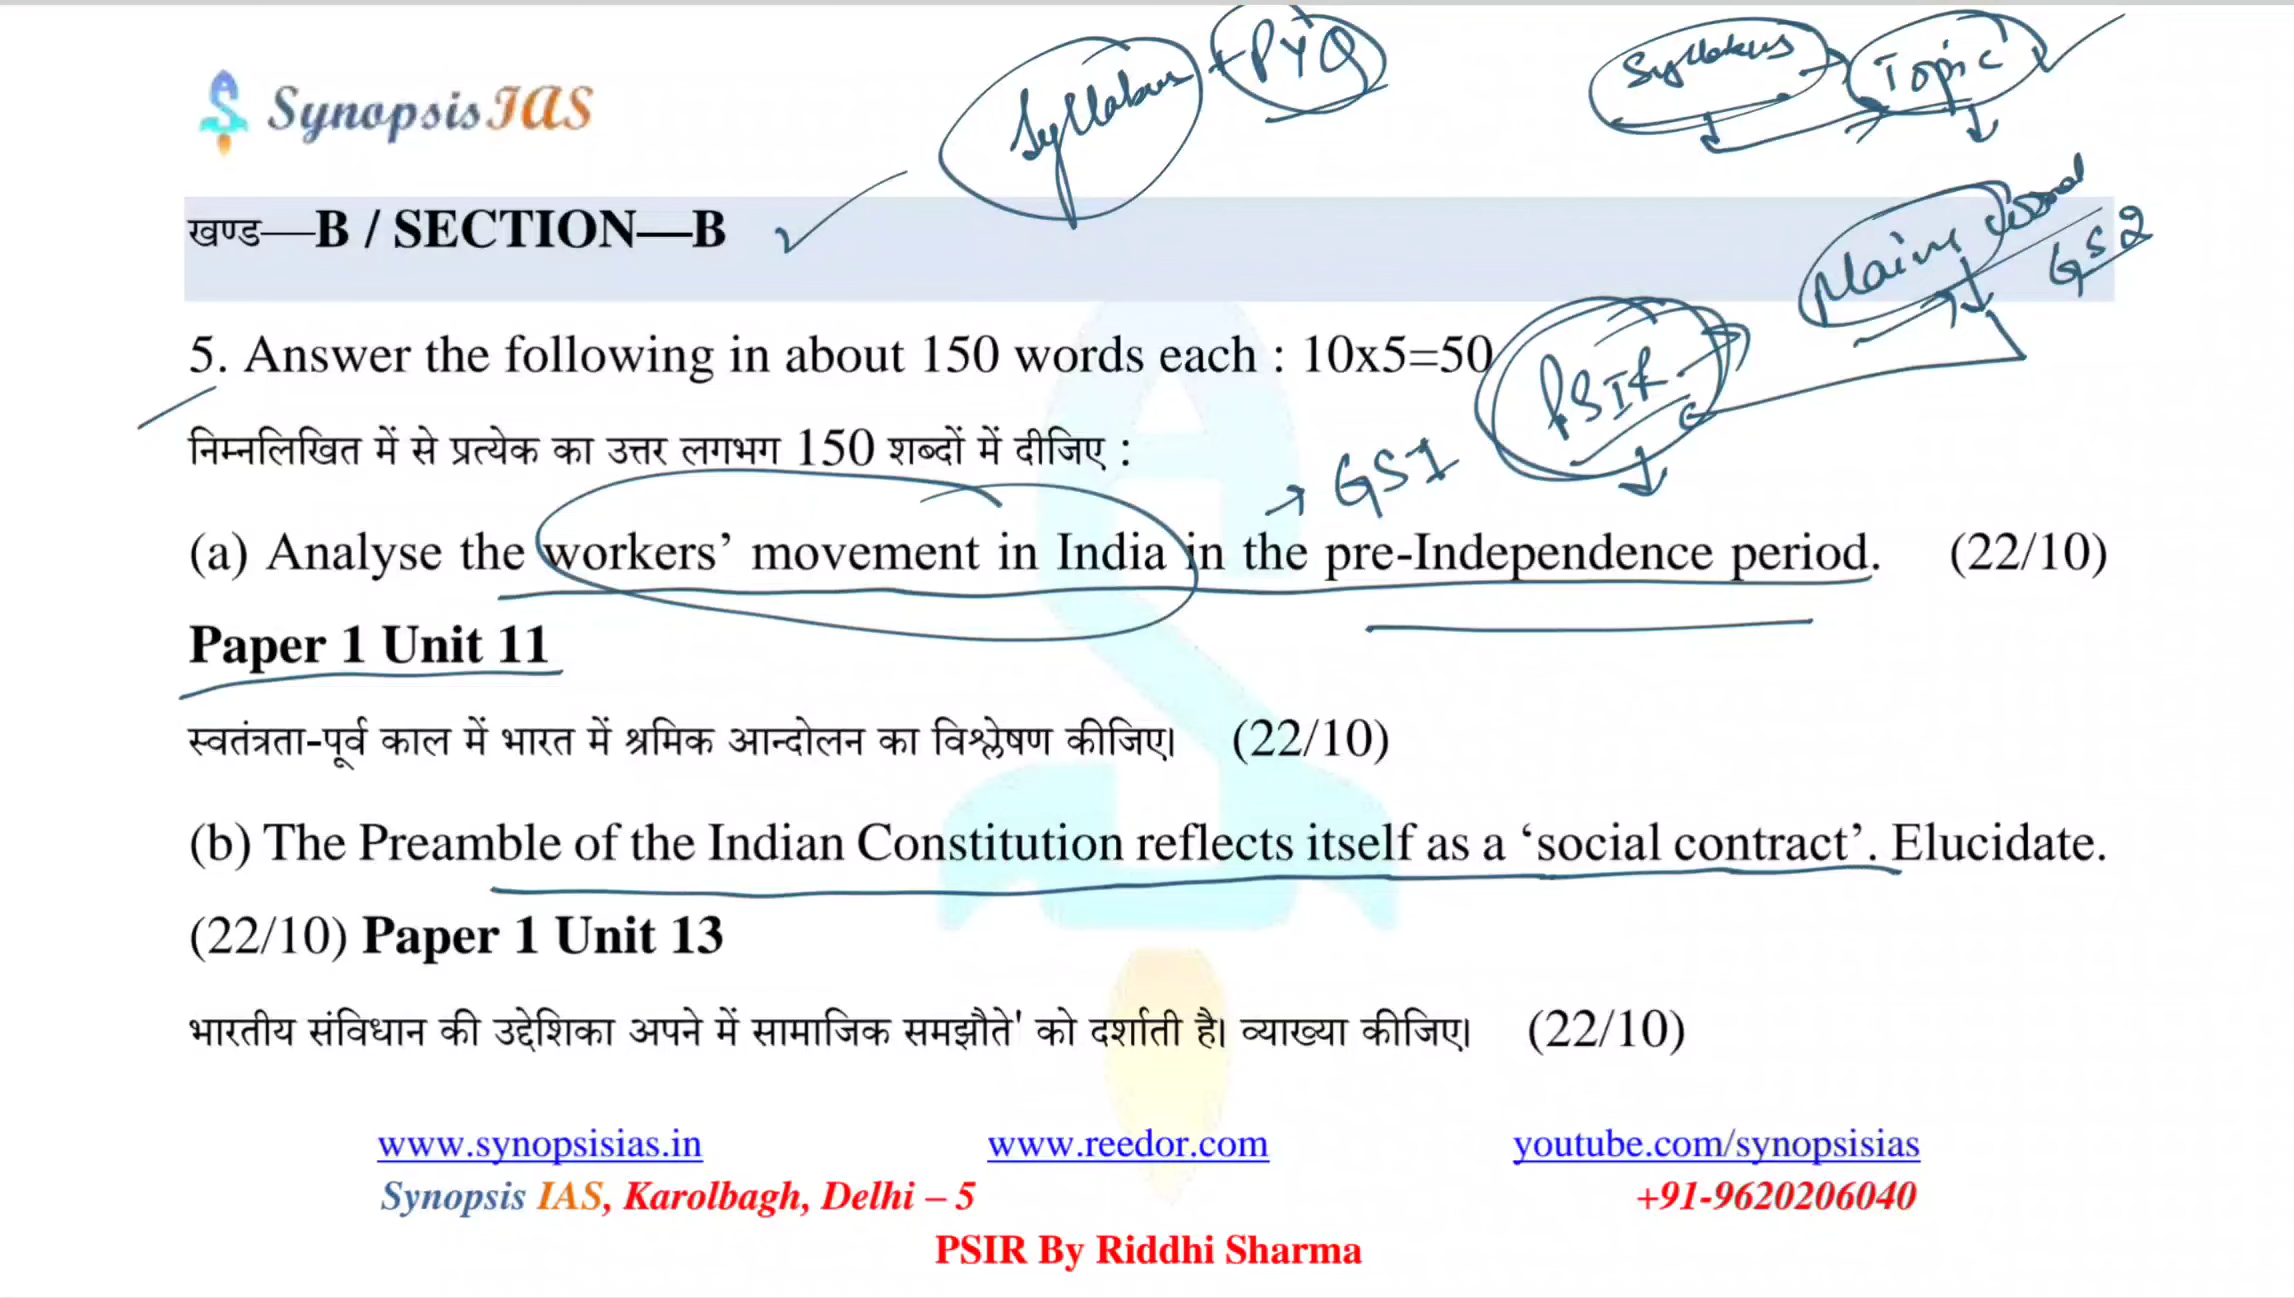 Syllabus + PYQ
Syllabus → Topic
SynopsisIAS
Mains
GS2
खण्ड—B / SECTION—B
5. Answer the following in about 150 words each : 10x5=50
PSIR
निम्नलिखित में से प्रत्येक का उत्तर लगभग 150 शब्दों में दीजिए :
→ GS1
(a) Analyse the workers’ movement in India in the pre-Independence period. (22/10)
Paper 1 Unit 11
स्वतंत्रता-पूर्व काल में भारत में श्रमिक आन्दोलन का विश्लेषण कीजिए। (22/10)
(b) The Preamble of the Indian Constitution reflects itself as a ‘social contract’. Elucidate.
(22/10) Paper 1 Unit 13
भारतीय संविधान की उद्देशिका अपने में सामाजिक समझौते' को दर्शाती है। व्याख्या कीजिए। (22/10)
www.synopsisias.in www.reedor.com youtube.com/synopsisias
Synopsis IAS, Karolbagh, Delhi – 5 +91-9620206040
PSIR By Riddhi Sharma